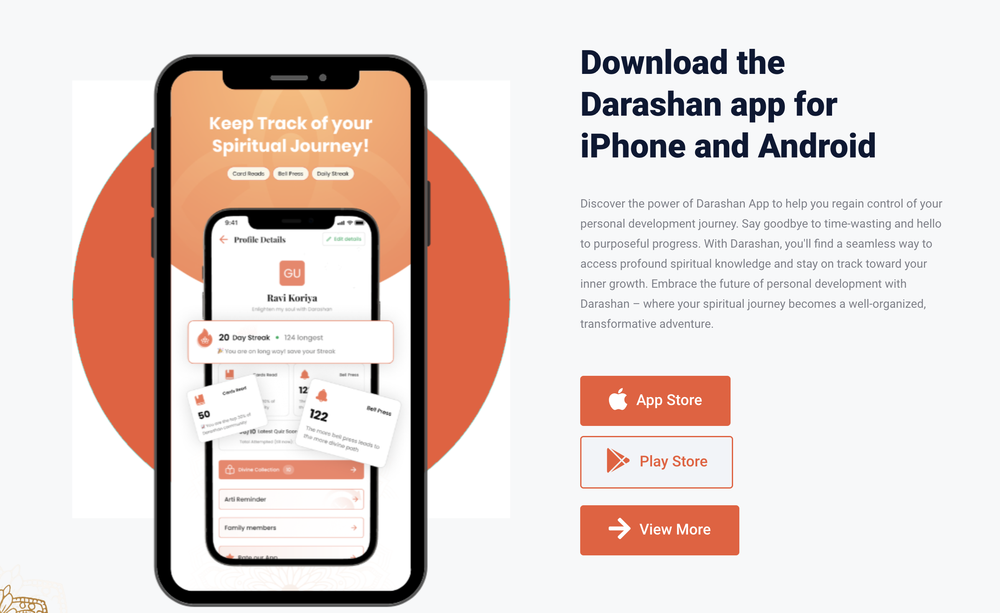 Keep Track of your
Spiritual Journey!
Card Reads Bell Press Daily Streak
9:41
Profile Details Edit details
GU
Ravi Koriya
Enlighten my soul with Darashan
20 Day Streak • 124 longest
🎉 You are on long way! save your Streak
Cards Read Bell Press
Cards Read
50
You are the top 30% of
Darathan community
Bell Press
122
The more bell press leads to
the more divine path
/10 Latest Quiz Scor
Total Attempted (till now):
Divine Collection 10
Arti Reminder
Family members
Rate our App
Download the
Darashan app for
iPhone and Android
Discover the power of Darashan App to help you regain control of your
personal development journey. Say goodbye to time-wasting and hello
to purposeful progress. With Darashan, you'll find a seamless way to
access profound spiritual knowledge and stay on track toward your
inner growth. Embrace the future of personal development with
Darashan – where your spiritual journey becomes a well-organized,
transformative adventure.
App Store
Play Store
View More